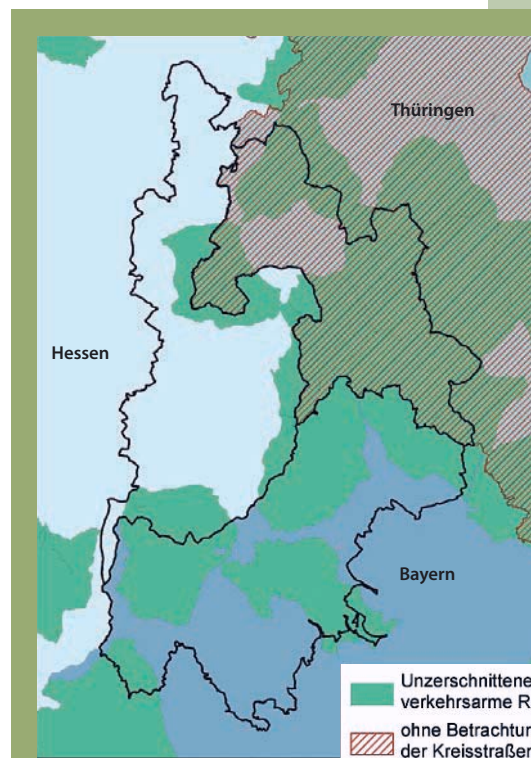 Thüringen
Hessen
Bayern
Unzerschnittene
verkehrsarme R
ohne Betrachtun
der Kreisstraßen